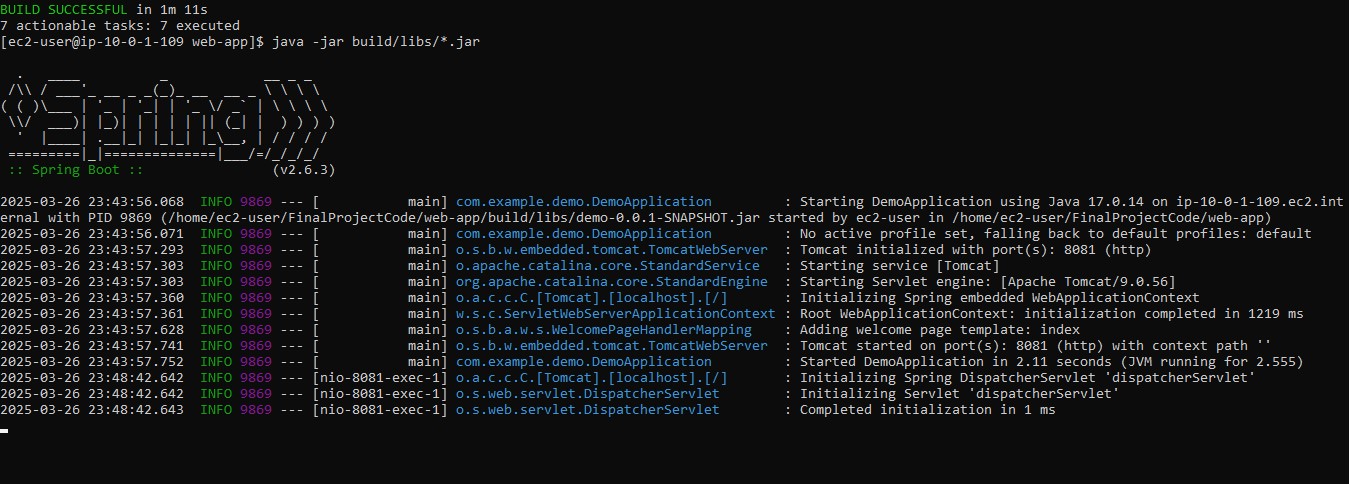 BUILD SUCCESSFUL in 1m 11s
7 actionable tasks: 7 executed
[ec2-user@ip-10-0-1-109 web-app]$ java -jar build/libs/*.jar
Spring
:: Spring Boot ::                (v2.6.3)
2025-03-26 23:43:56.068  INFO 9869 --- [           main] com.example.demo.DemoApplication         : Starting DemoApplication using Java 17.0.14 on ip-10-0-1-109.ec2.int
ernal with PID 9869 (/home/ec2-user/FinalProjectCode/web-app/build/libs/demo-0.0.1-SNAPSHOT.jar started by ec2-user in /home/ec2-user/FinalProjectCode/web-app)
2025-03-26 23:43:56.071  INFO 9869 --- [           main] com.example.demo.DemoApplication         : No active profile set, falling back to default profiles: default
2025-03-26 23:43:57.293  INFO 9869 --- [           main] o.s.b.w.embedded.tomcat.TomcatWebServer  : Tomcat initialized with port(s): 8081 (http)
2025-03-26 23:43:57.303  INFO 9869 --- [           main] o.apache.catalina.core.StandardService   : Starting service [Tomcat]
2025-03-26 23:43:57.303  INFO 9869 --- [           main] org.apache.catalina.core.StandardEngine  : Starting Servlet engine: [Apache Tomcat/9.0.56]
2025-03-26 23:43:57.360  INFO 9869 --- [           main] o.a.c.c.C.[Tomcat].[localhost].[/]       : Initializing Spring embedded WebApplicationContext
2025-03-26 23:43:57.361  INFO 9869 --- [           main] w.s.c.ServletWebServerApplicationContext : Root WebApplicationContext: initialization completed in 1219 ms
2025-03-26 23:43:57.628  INFO 9869 --- [           main] o.s.b.a.w.s.WelcomePageHandlerMapping    : Adding welcome page template: index
2025-03-26 23:43:57.741  INFO 9869 --- [           main] o.s.b.w.embedded.tomcat.TomcatWebServer  : Tomcat started on port(s): 8081 (http) with context path ''
2025-03-26 23:43:57.752  INFO 9869 --- [           main] com.example.demo.DemoApplication         : Started DemoApplication in 2.11 seconds (JVM running for 2.555)
2025-03-26 23:48:42.642  INFO 9869 --- [nio-8081-exec-1] o.a.c.c.C.[Tomcat].[localhost].[/]       : Initializing Spring DispatcherServlet 'dispatcherServlet'
2025-03-26 23:48:42.642  INFO 9869 --- [nio-8081-exec-1] o.s.web.servlet.DispatcherServlet        : Initializing Servlet 'dispatcherServlet'
2025-03-26 23:48:42.643  INFO 9869 --- [nio-8081-exec-1] o.s.web.servlet.DispatcherServlet        : Completed initialization in 1 ms